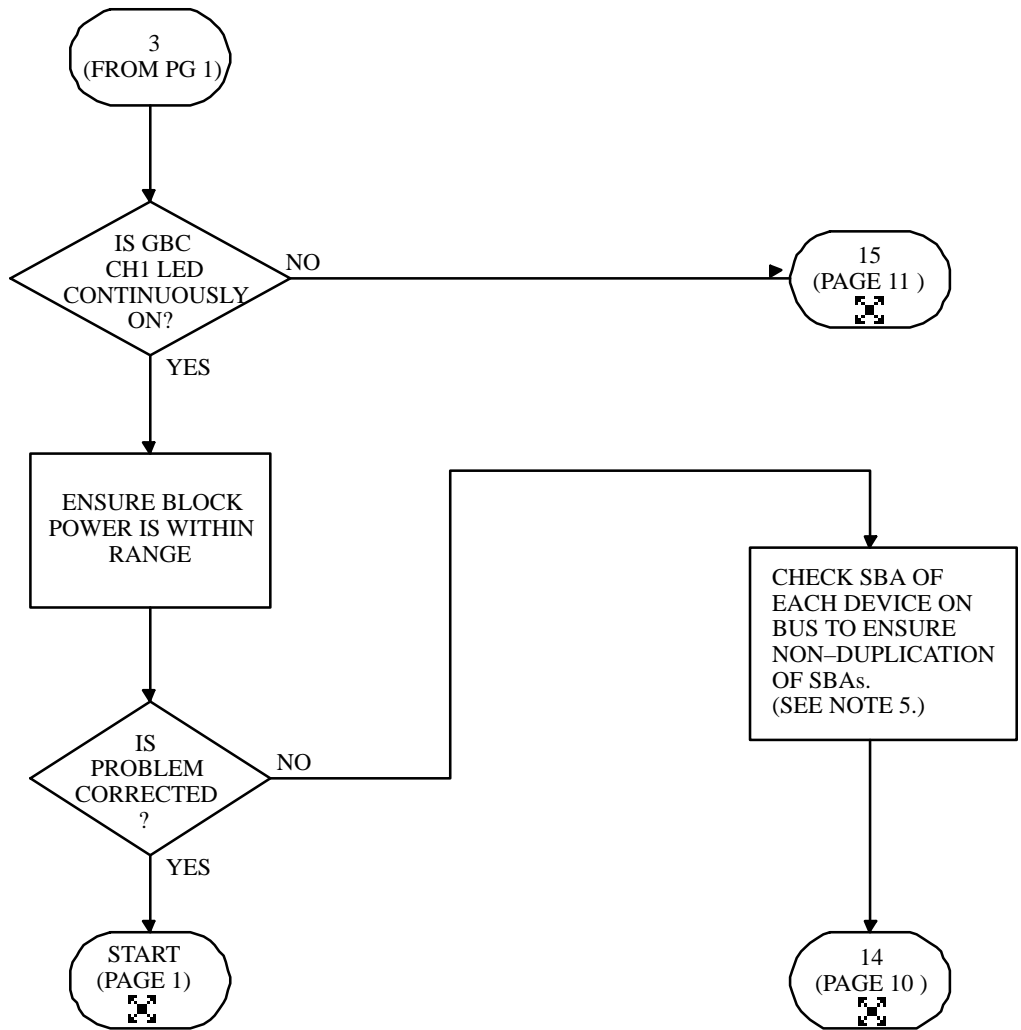 3
(FROM PG 1)
IS GBC
CH1 LED
CONTINUOUSLY
ON?
NO
15
(PAGE 11 )
YES
ENSURE BLOCK
POWER IS WITHIN
RANGE
CHECK SBA OF
EACH DEVICE ON
BUS TO ENSURE
NON–DUPLICATION
OF SBAs.
(SEE NOTE 5.)
IS
PROBLEM
CORRECTED
?
NO
YES
START
(PAGE 1)
14
(PAGE 10 )